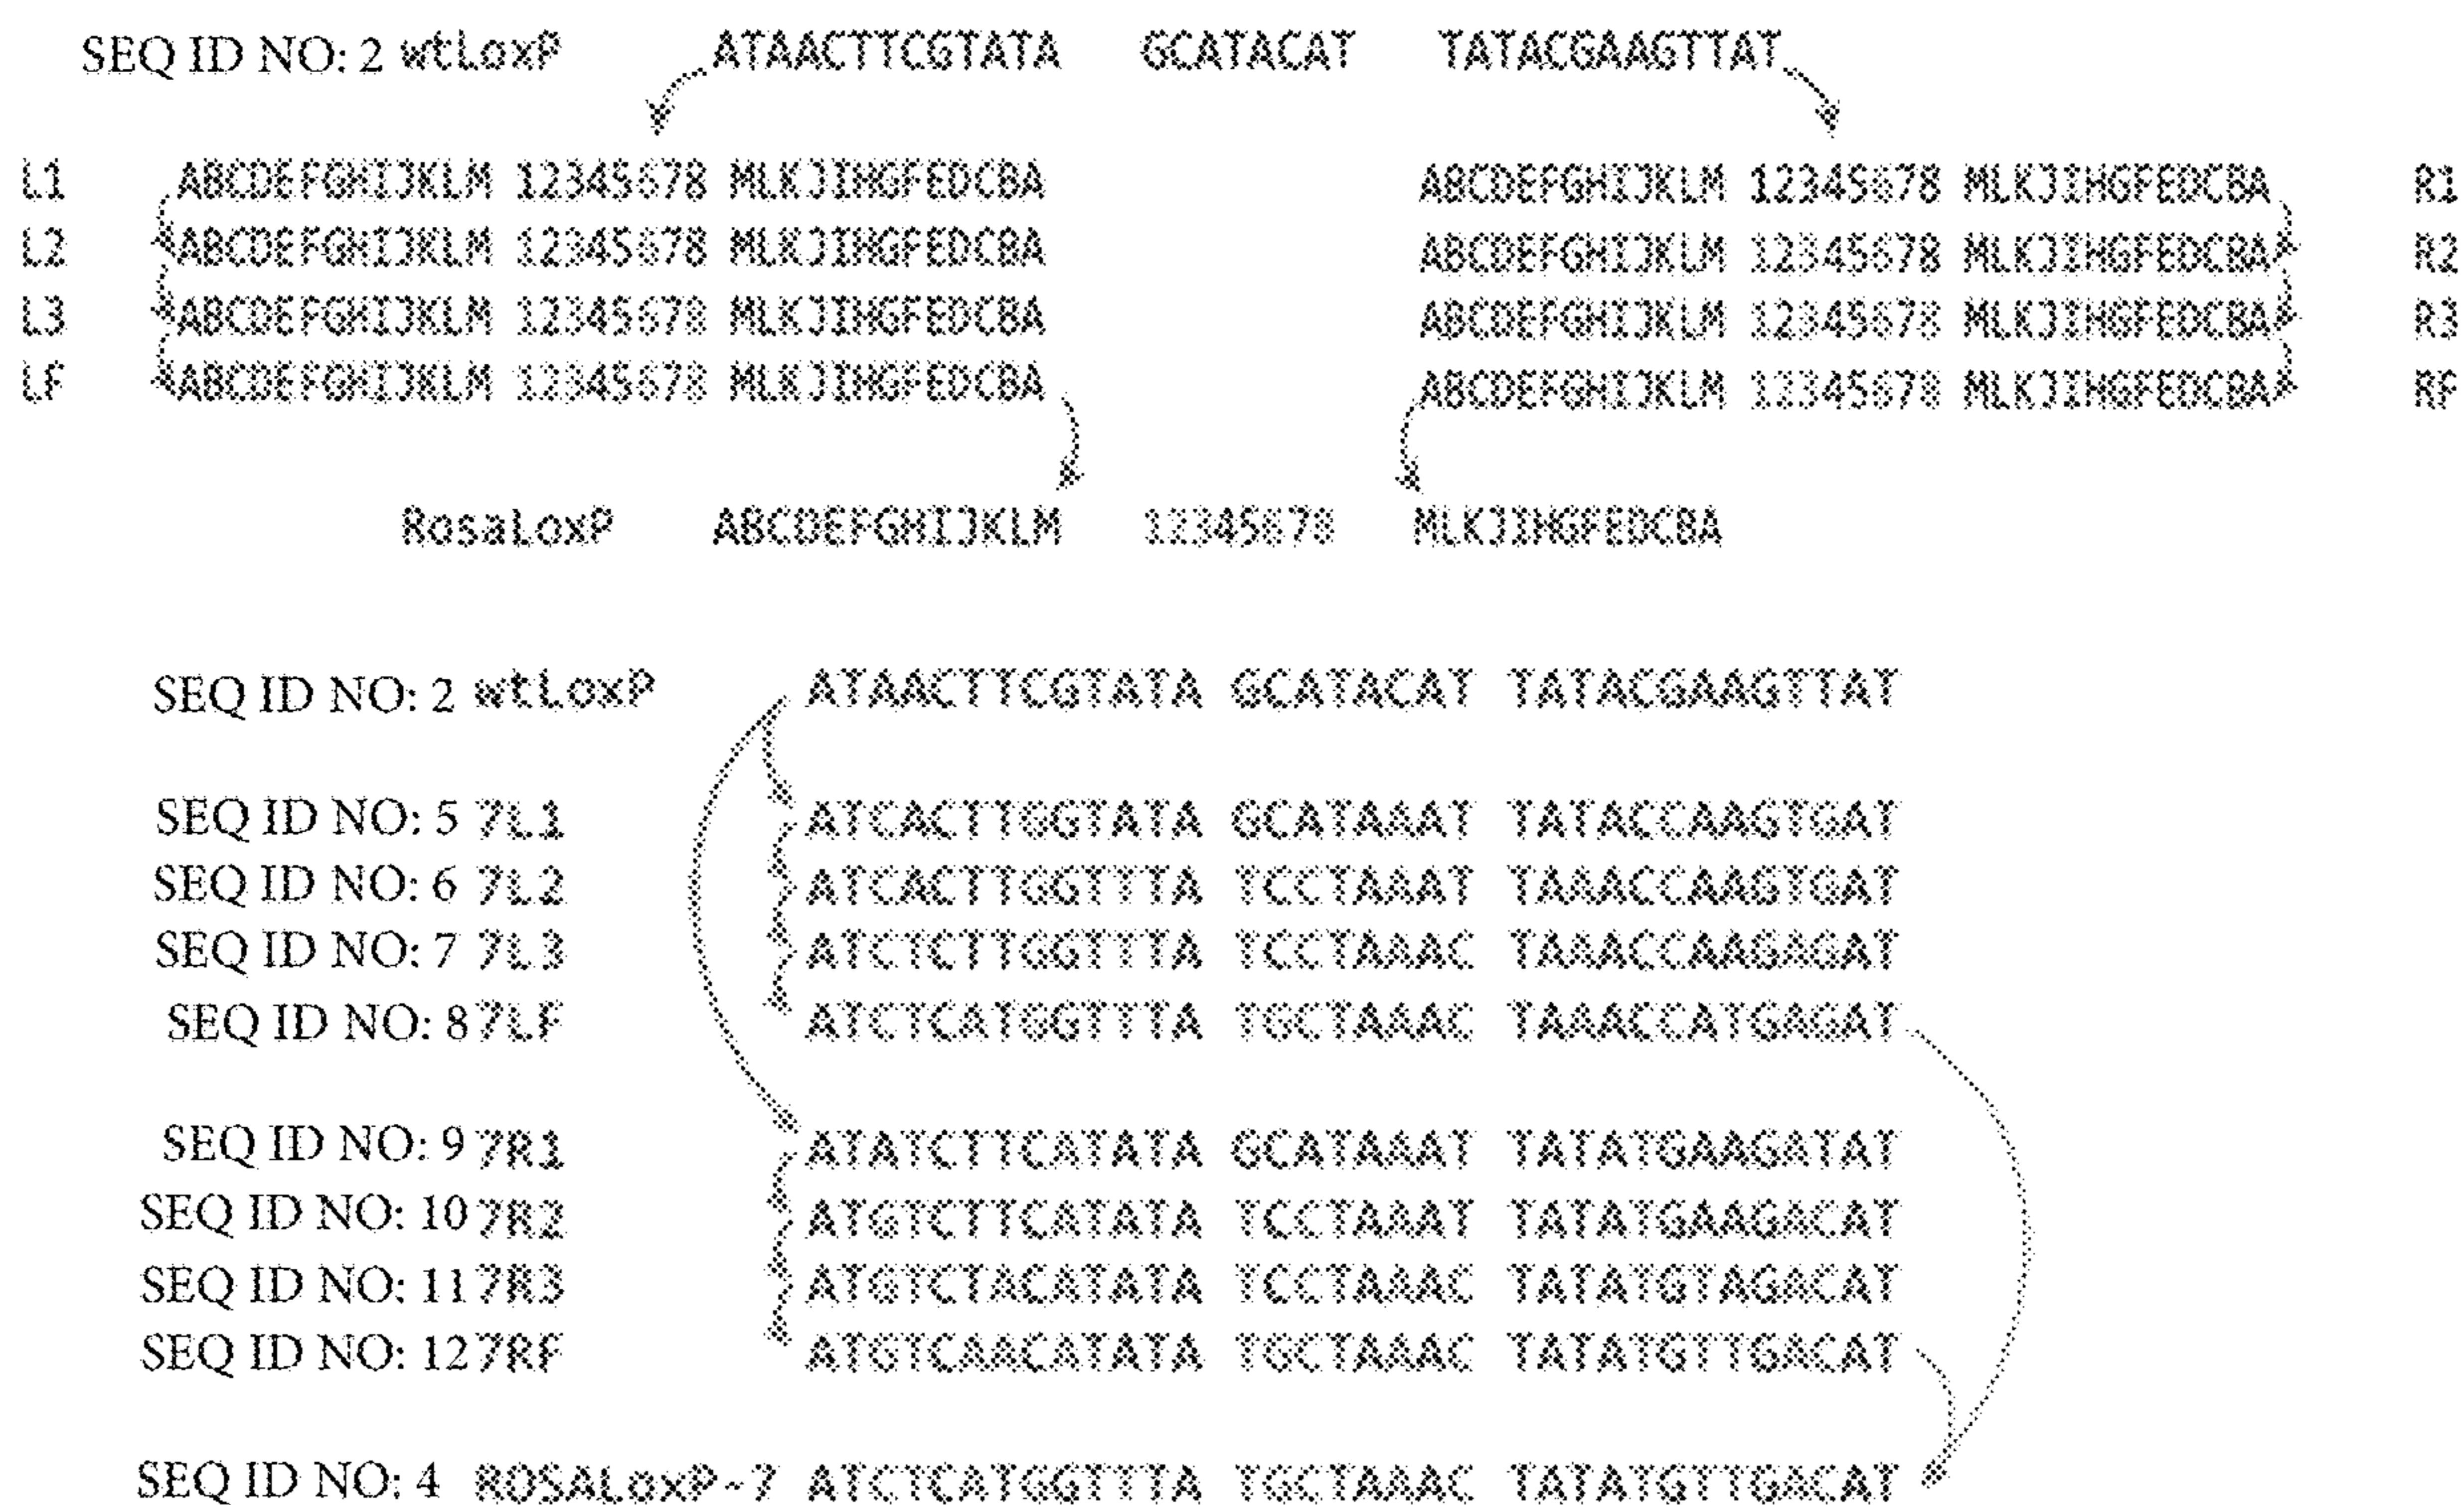 SEQ ID NO: 2 wtLoxP ATAACTTCGTATA GCATACAT TATACGAAGTTAT
L1 ABCDEFGHIJKLM 12345678 MLKJIHGFEDCBA ABCDEFGHIJKLM 12345678 MLKJIHGFEDCBA R1
L2 ABCDEFGHIJKLM 12345678 MLKJIHGFEDCBA ABCDEFGHIJKLM 12345678 MLKJIHGFEDCBA R2
L3 ABCDEFGHIJKLM 12345678 MLKJIHGFEDCBA ABCDEFGHIJKLM 12345678 MLKJIHGFEDCBA R3
LF ABCDEFGHIJKLM 12345678 MLKJIHGFEDCBA ABCDEFGHIJKLM 12345678 MLKJIHGFEDCBA RF
RosaLoxP ABCDEFGHIJKLM 12345678 MLKJIHGFEDCBA
SEQ ID NO: 2 wtLoxP ATAACTTCGTATA GCATACAT TATACGAAGTTAT
SEQ ID NO: 5 7L1 ATCACTTGGTATA GCATAAAT TATACCAAGTGAT
SEQ ID NO: 6 7L2 ATCACTTGGTTTA TCCTAAAT TAAACCAAGTGAT
SEQ ID NO: 7 7L3 ATCTCTTGGTTTA TCCTAAAC TAAACCAAGAGAT
SEQ ID NO: 8 7LF ATCTCATGGTTTA TGCTAAAC TAAACCATGAGAT
SEQ ID NO: 9 7R1 ATATCTTCATATA GCATAAAT TATATGAAGATAT
SEQ ID NO: 10 7R2 ATGTCTTCATATA TCCTAAAT TATATGAAGACAT
SEQ ID NO: 11 7R3 ATGTCTACATATA TCCTAAAC TATATGTAGACAT
SEQ ID NO: 12 7RF ATGTCAACATATA TGCTAAAC TATATGTTGACAT
SEQ ID NO: 4 ROSALoxP-7 ATCTCATGGTTTA TGCTAAAC TATATGTTGACAT